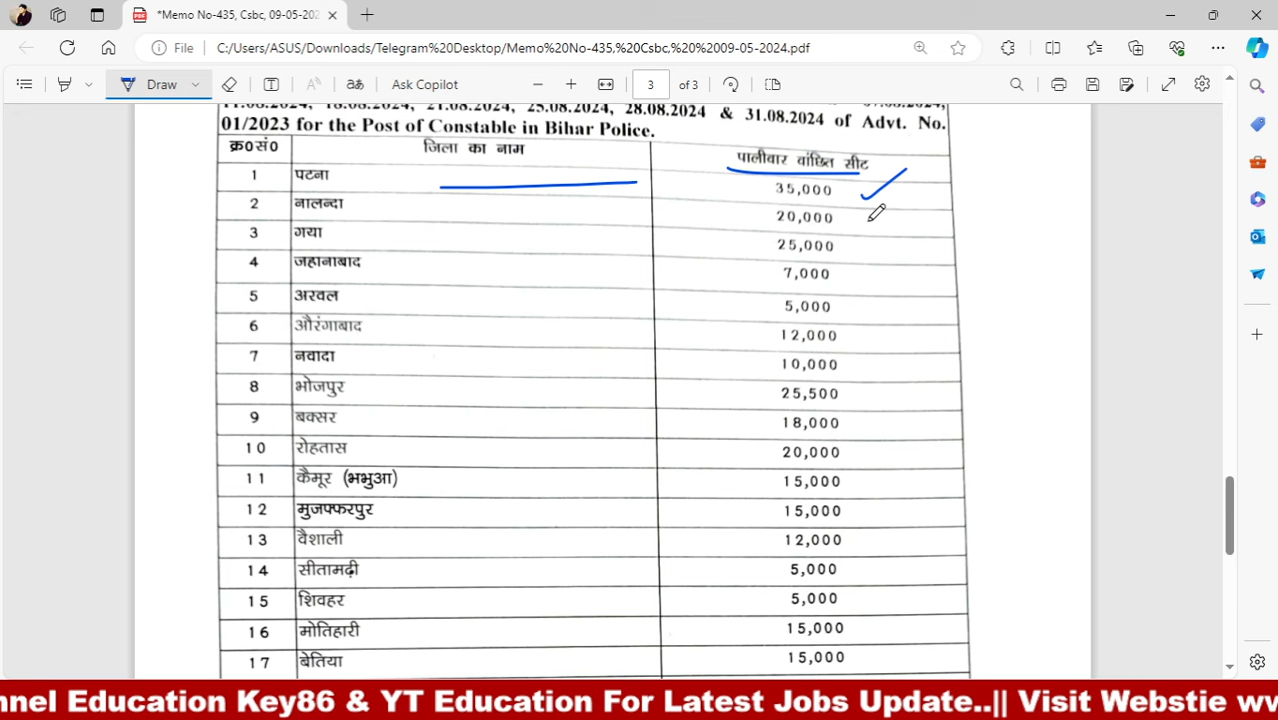 *Memo No-435, Csbc, 09-05-202
File C:/Users/ASUS/Downloads/Telegram%20Desktop/Memo%20No-435,%20Csbc,%20%2009-05-2024.pdf
Draw Ask Copilot 3 of 3
11.08.2024, 18.08.2024, 21.08.2024, 25.08.2024, 28.08.2024 & 31.08.2024 of Advt. No.
01/2023 for the Post of Constable in Bihar Police.
क्र0सं0 जिला का नाम पालीवार वांछित सीट
1 पटना 35,000
2 नालन्दा 20,000
3 गया 25,000
4 जहानाबाद 7,000
5 अरवल 5,000
6 औरंगाबाद 12,000
7 नवादा 10,000
8 भोजपुर 25,500
9 बक्सर 18,000
10 रोहतास 20,000
11 कैमूर (भभुआ) 15,000
12 मुजफ्फरपुर 15,000
13 वैशाली 12,000
14 सीतामढ़ी 5,000
15 शिवहर 5,000
16 मोतिहारी 15,000
17 बेतिया 15,000
nnel Education Key86 & YT Education For Latest Jobs Update..|| Visit Webstie wv